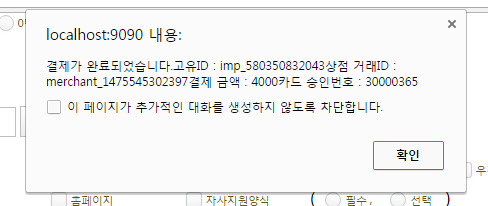 localhost:9090 내용:
결제가 완료되었습니다.고유ID : imp_580350832043상점 거래ID :
merchant_1475545302397결제 금액 : 4000카드 승인번호 : 30000365
이 페이지가 추가적인 대화를 생성하지 않도록 차단합니다.
확인
홈페이지 자사지원양식 ( 필수, 선택